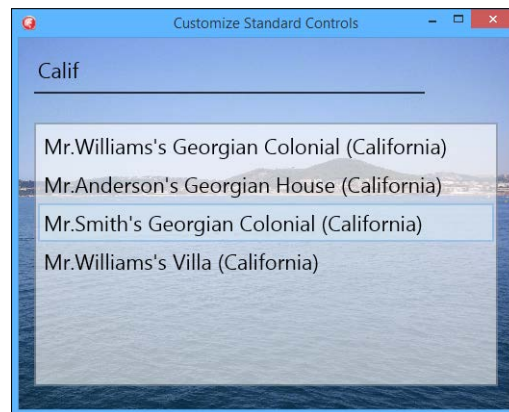 Customize Standard Controls
Calif
Mr.Williams's Georgian Colonial (California)
Mr.Anderson's Georgian House (California)
Mr.Smith's Georgian Colonial (California)
Mr.Williams's Villa (California)